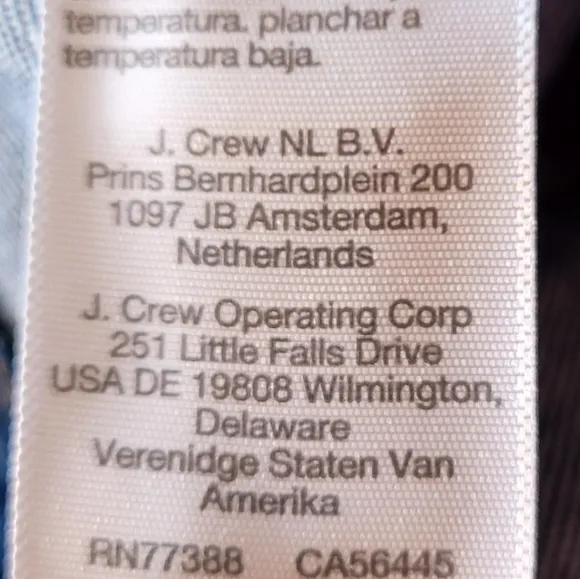 temperatura. planchar a
temperatura baja.
J. Crew NL B.V.
Prins Bernhardplein 200
1097 JB Amsterdam,
Netherlands
J. Crew Operating Corp
251 Little Falls Drive
USA DE 19808 Wilmington,
Delaware
Verenidge Staten Van
Amerika
RN77388 CA56445